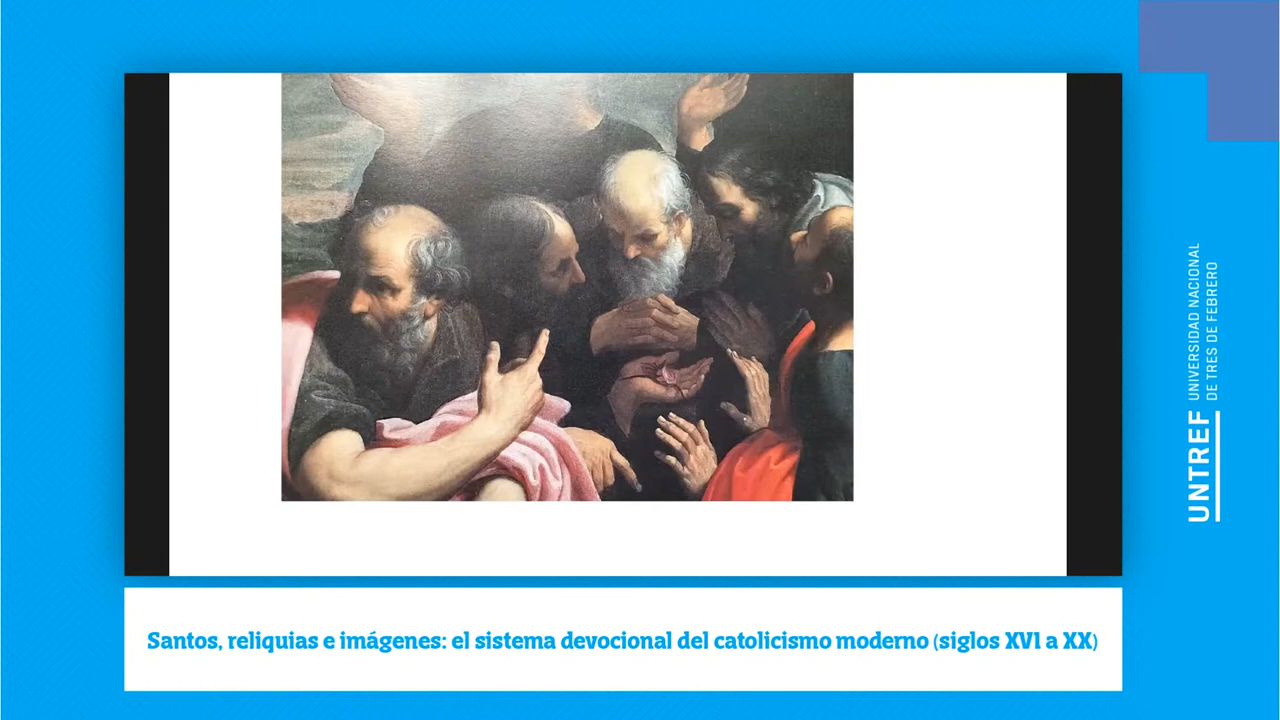 Santos, reliquias e imágenes: el sistema devocional del catolicismo moderno (siglos XVI a XX)
UNTREF
UNIVERSIDAD NACIONAL
DE TRES DE FEBRERO